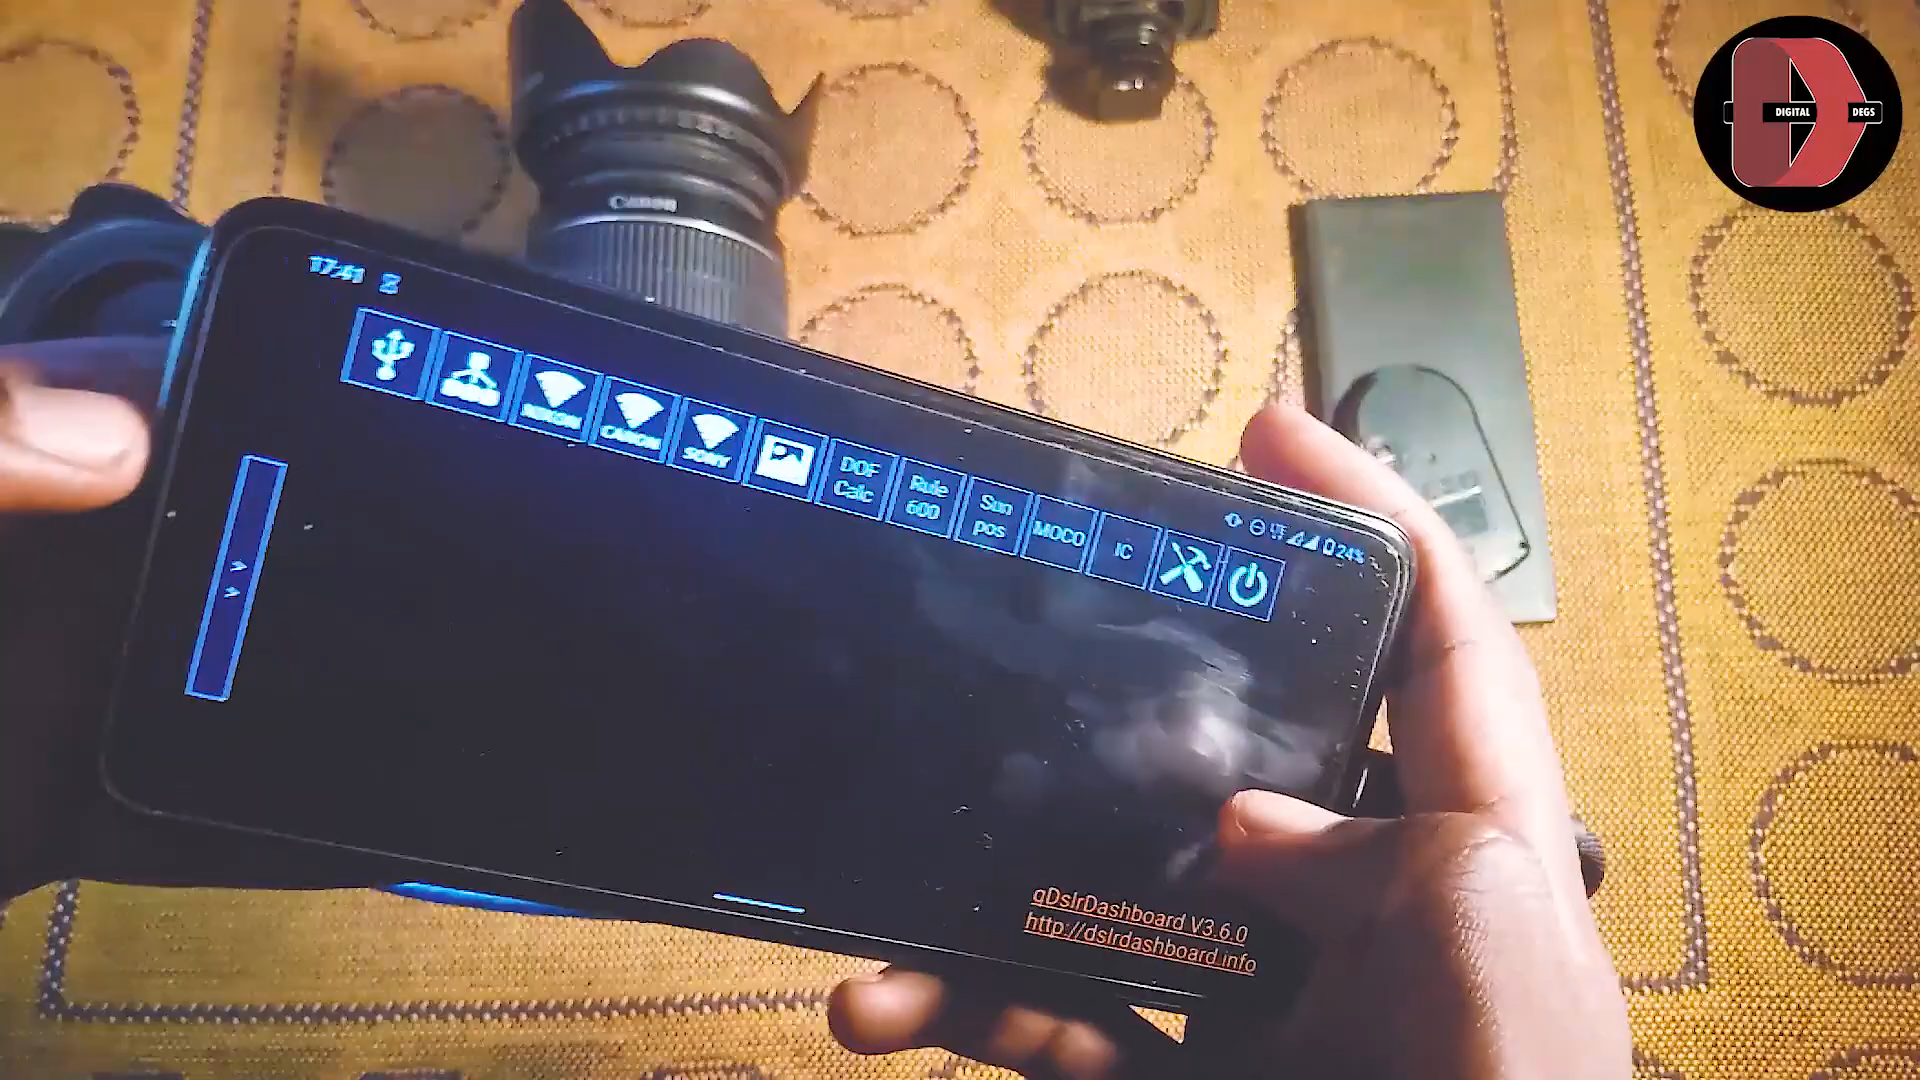 DIGITAL DEGS
Canon
17:41
NIKON
CANON
SONY
DOF
Calc
Rule
600
Sun
pos
MOCO
IC
LTE
24%
qDslrDashboard V3.6.0
http://dslrdashboard.info